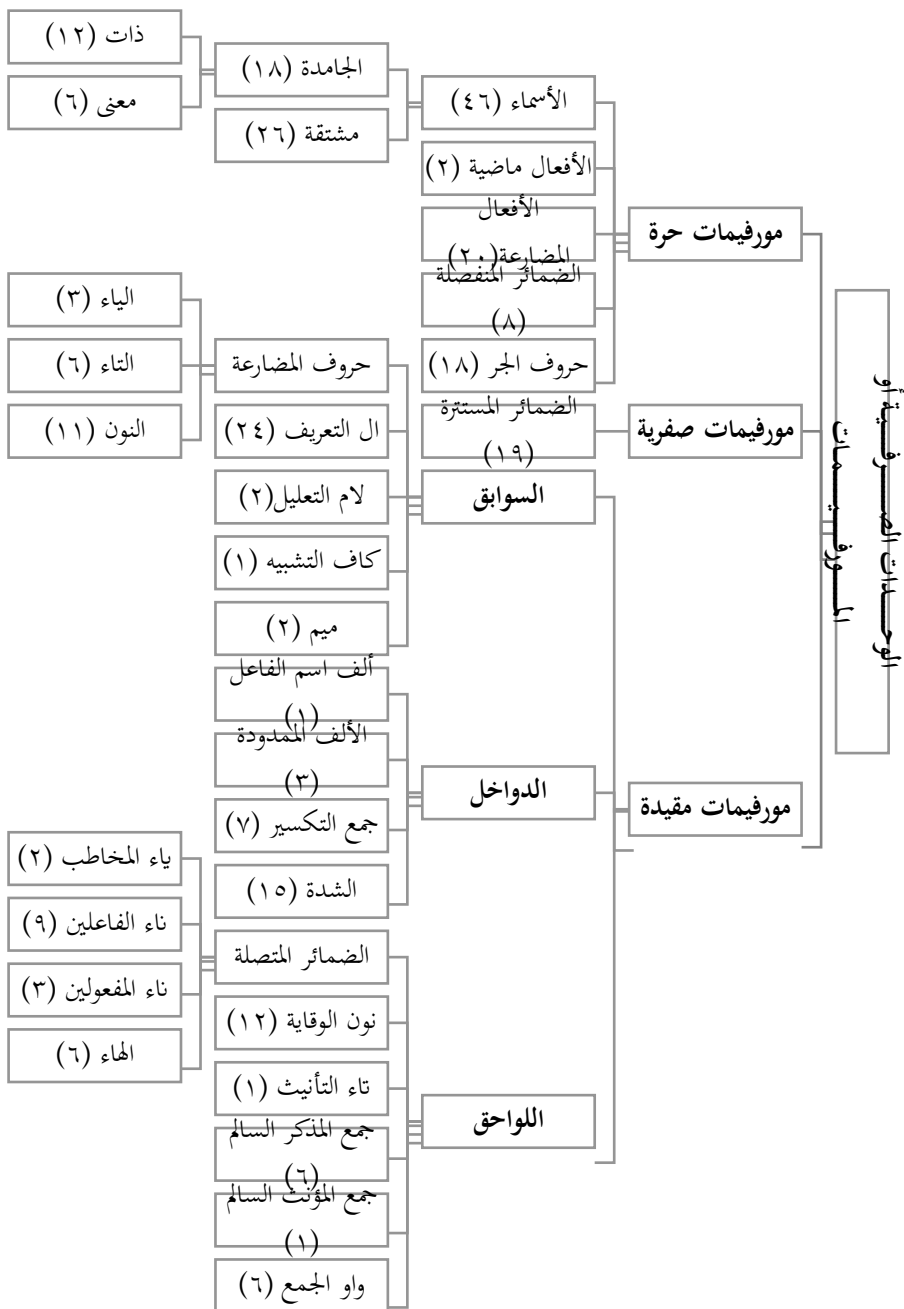 الوحدات الصرفية أو
المورفيمات
مورفيمات حرة
الأسماء (٤٦)
الجامدة (١٨)
ذات (١٢)
معنى (٦)
مشتقة (٢٦)
الأفعال ماضية (٢)
الأفعال
المضارعة(٢٠)
الضمائر المنفصلة
(٨)
حروف الجر (١٨)
مورفيمات صفرية
الضمائر المستترة
(١٩)
مورفيمات مقيدة
السوابق
حروف المضارعة
الياء (٣)
التاء (٦)
النون (١١)
ال التعريف (٢٤)
لام التعليل(٢)
كاف التشبيه (١)
ميم (٢)
الدواخل
ألف اسم الفاعل
(١)
الألف الممدودة
(٣)
جمع التكسير (٧)
الشدة (١٥)
اللواحق
الضمائر المتصلة
ياء المخاطب (٢)
ناء الفاعلين (٩)
ناء المفعولين (٣)
الهاء (٦)
نون الوقاية (١٢)
تاء التأنيث (١)
جمع المذكر السالم
(٦)
جمع المؤنث السالم
(١)
واو الجمع (٦)